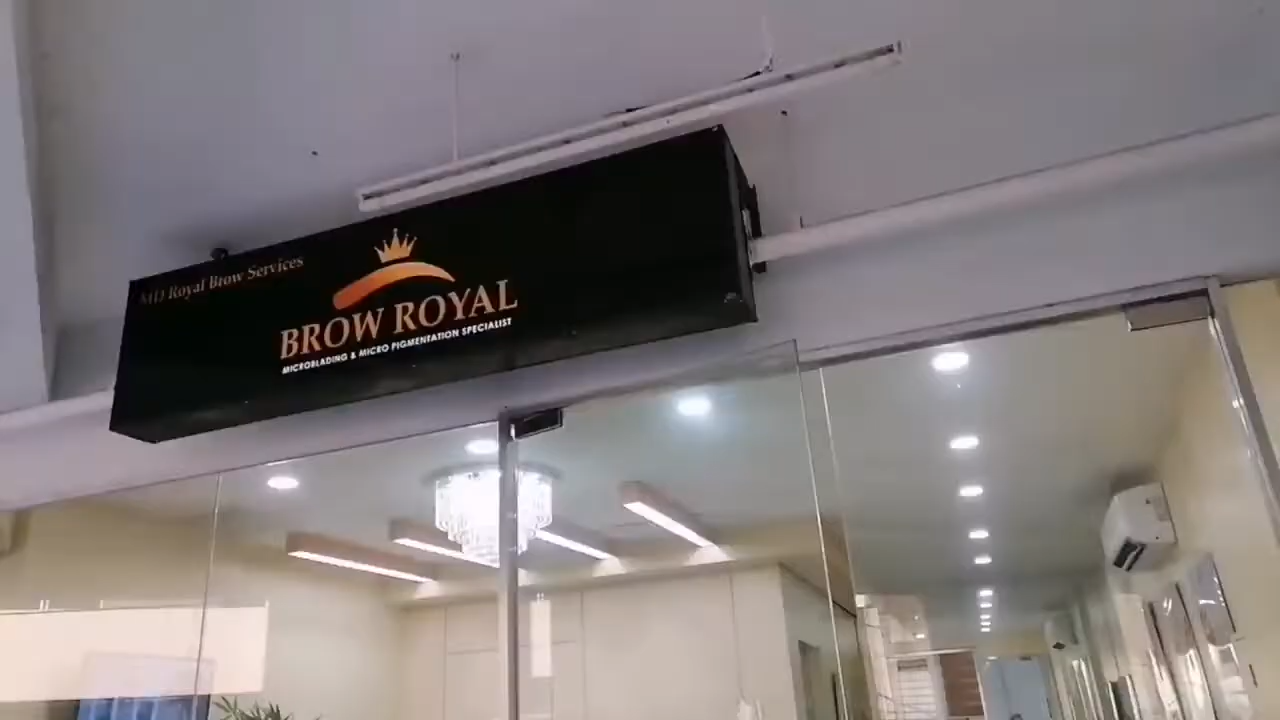 MD Royal Brow Services
BROW ROYAL
MICROBLADING & MICRO PIGMENTATION SPECIALIST